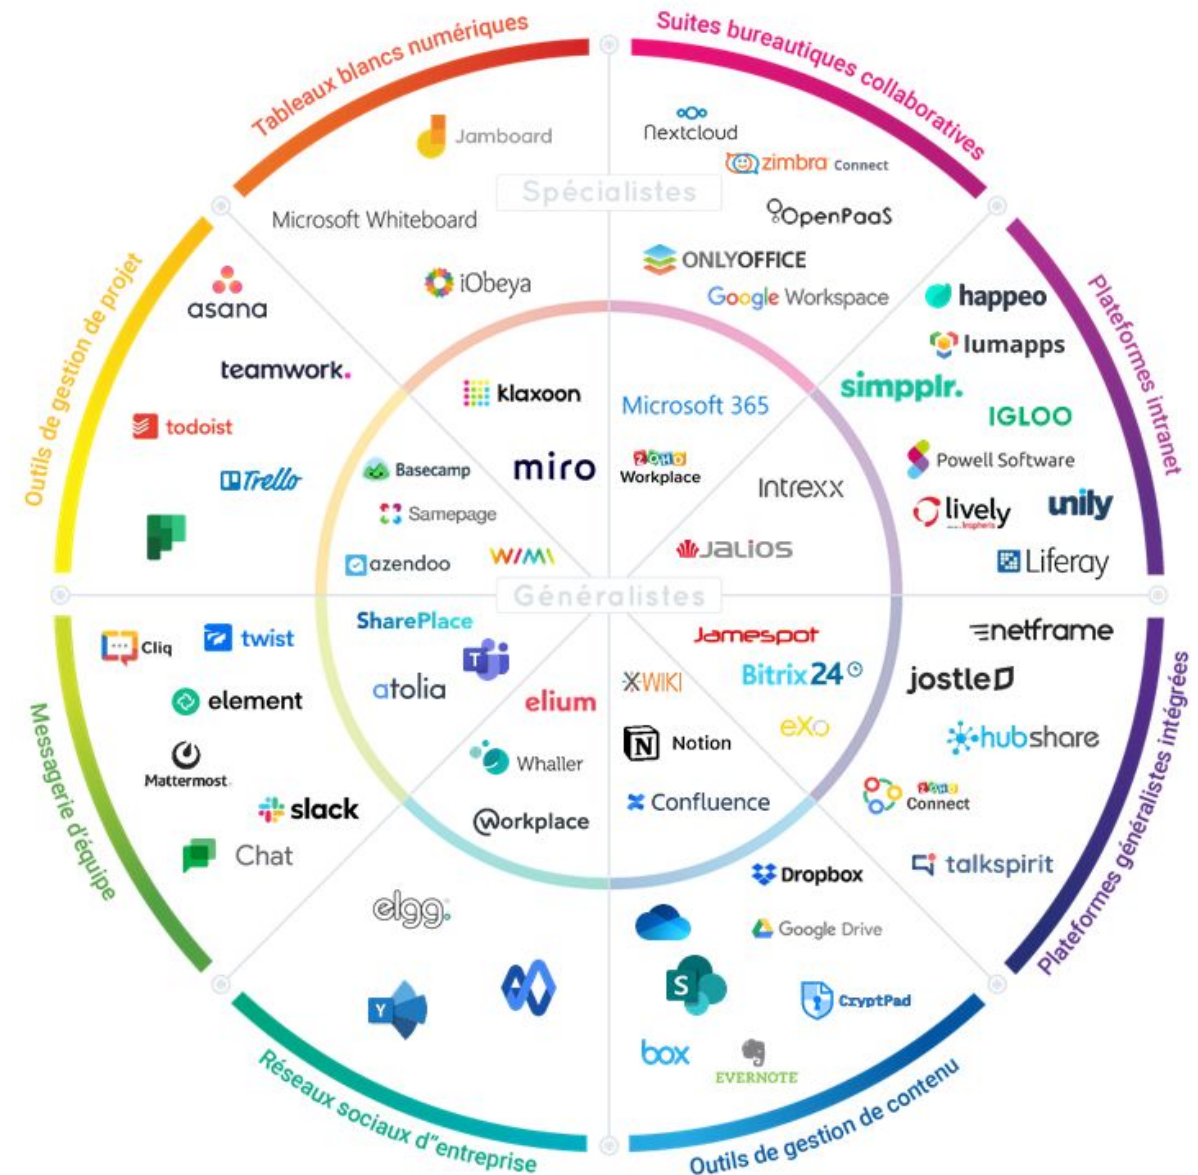 Tableaux blancs numériques
Suites bureautiques collaboratives
Jamboard
Nextcloud
zimbra Connect
Spécialistes
Microsoft Whiteboard
OpenPaaS
iObeya
ONLYOFFICE
Google Workspace
Outils de gestion de projet
asana
teamwork.
todoist
Trello
Plateformes intranet
happeo
lumapps
simpplr.
IGLOO
Powell Software
lively
unily
Liferay
klaxoon
miro
Basecamp
Samepage
azendoo
WIMI
Microsoft 365
ZOHO
Workplace
Intrexx
JALIOS
Généralistes
Messagerie d'équipe
Cliq
twist
element
Mattermost
slack
Chat
SharePlace
T
atolia
elium
Whaller
Workplace
Jamespot
XWIKI
Bitrix24
eXo
N
Notion
Confluence
Plateformes généralistes intégrées
netframe
jostle
hubshare
ZOHO
Connect
talkspirit
elgg.
Y
Réseaux sociaux d"entreprise
Dropbox
Google Drive
S
CryptPad
box
EVERNOTE
Outils de gestion de contenu